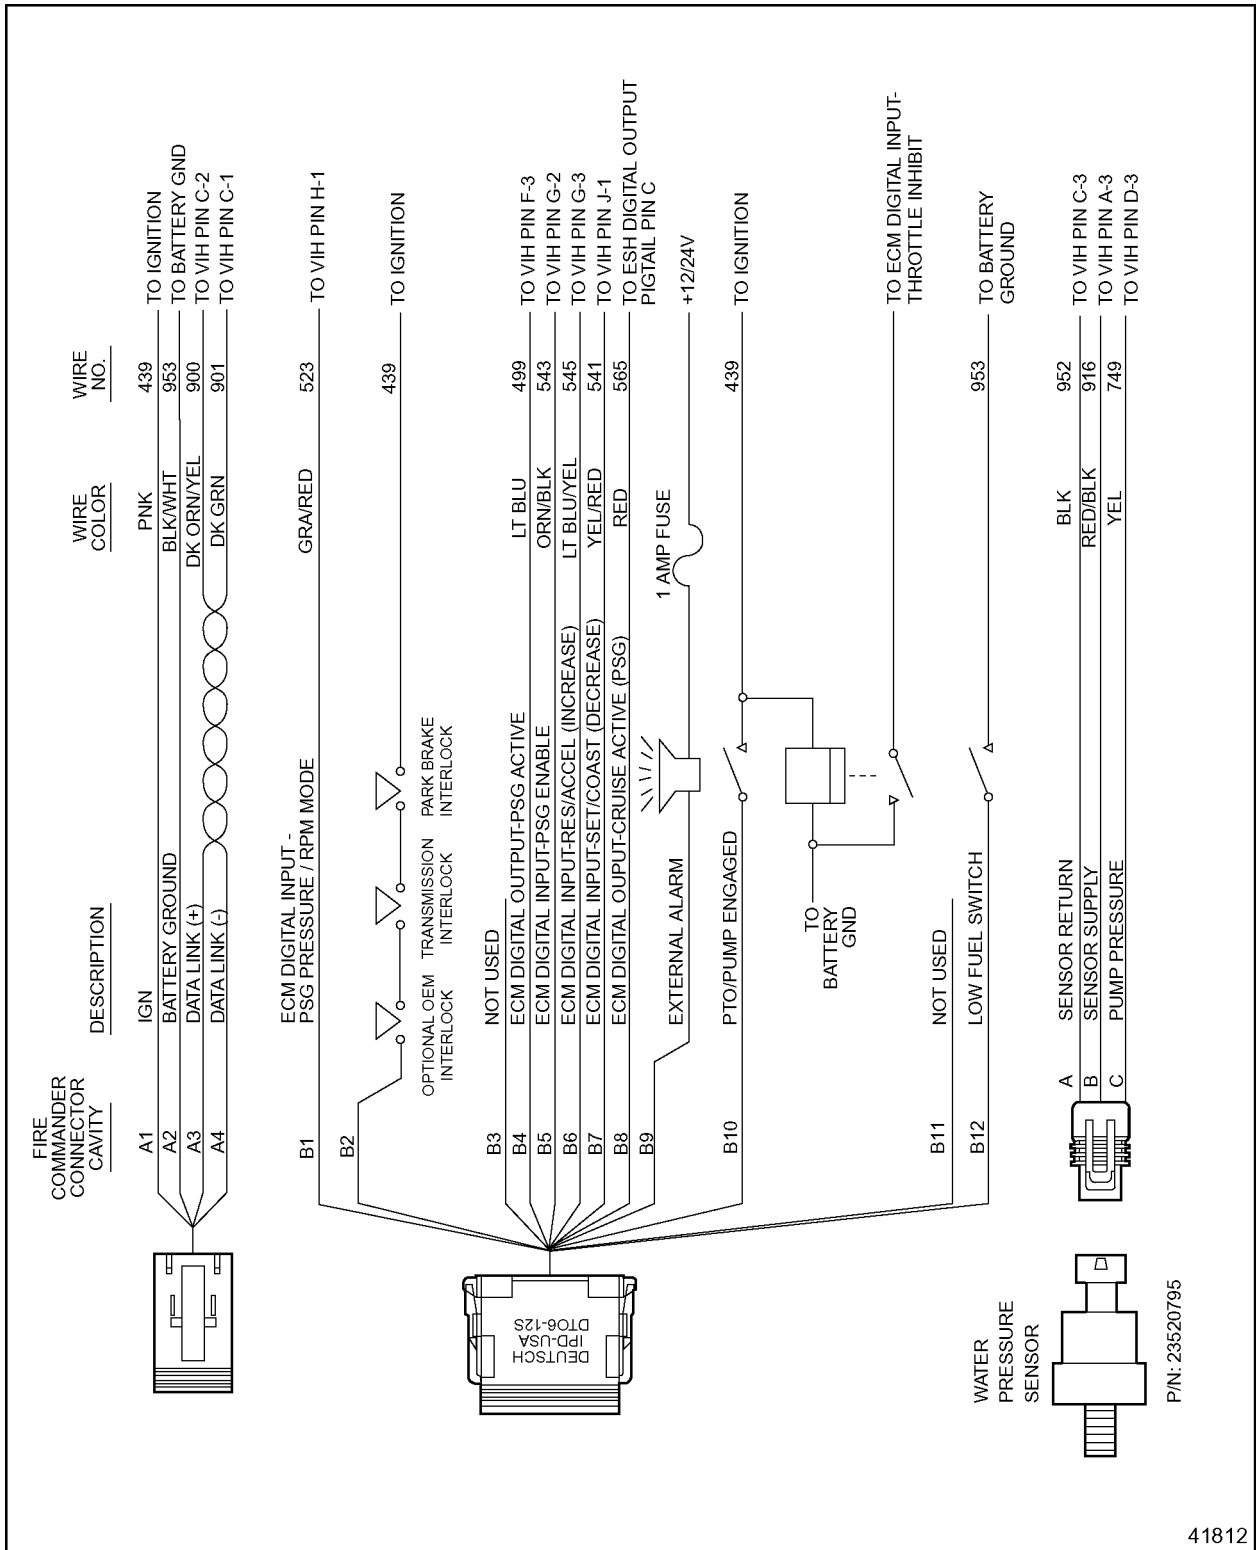 FIRE
COMMANDER
CONNECTOR
CAVITY
DESCRIPTION
WIRE
COLOR
WIRE
NO.
A1 IGN PNK 439 TO IGNITION
A2 BATTERY GROUND BLK/WHT 953 TO BATTERY GND
A3 DATA LINK (+) DK ORN/YEL 900 TO VIH PIN C-2
A4 DATA LINK (-) DK GRN 901 TO VIH PIN C-1
ECM DIGITAL INPUT -
B1 PSG PRESSURE / RPM MODE GRA/RED 523 TO VIH PIN H-1
B2 439 TO IGNITION
OPTIONAL OEM
INTERLOCK
TRANSMISSION
INTERLOCK
PARK BRAKE
INTERLOCK
B3 NOT USED
B4 ECM DIGITAL OUTPUT-PSG ACTIVE LT BLU 499 TO VIH PIN F-3
B5 ECM DIGITAL INPUT-PSG ENABLE ORN/BLK 543 TO VIH PIN G-2
B6 ECM DIGITAL INPUT-RES/ACCEL (INCREASE) LT BLU/YEL 545 TO VIH PIN G-3
B7 ECM DIGITAL INPUT-SET/COAST (DECREASE) YEL/RED 541 TO VIH PIN J-1
B8 ECM DIGITAL OUPUT-CRUISE ACTIVE (PSG) RED 565 TO ESH DIGITAL OUTPUT
PIGTAIL PIN C
B9 EXTERNAL ALARM 1 AMP FUSE +12/24V
B10 PTO/PUMP ENGAGED 439 TO IGNITION
TO
BATTERY
GND
TO ECM DIGITAL INPUT-
THROTTLE INHIBIT
B11 NOT USED
B12 LOW FUEL SWITCH 953 TO BATTERY
GROUND
A SENSOR RETURN BLK 952 TO VIH PIN C-3
B SENSOR SUPPLY RED/BLK 916 TO VIH PIN A-3
C PUMP PRESSURE YEL 749 TO VIH PIN D-3
DEUTSCH
IPD-USA
DTO6-12S
WATER
PRESSURE
SENSOR
P/N: 23520795
41812